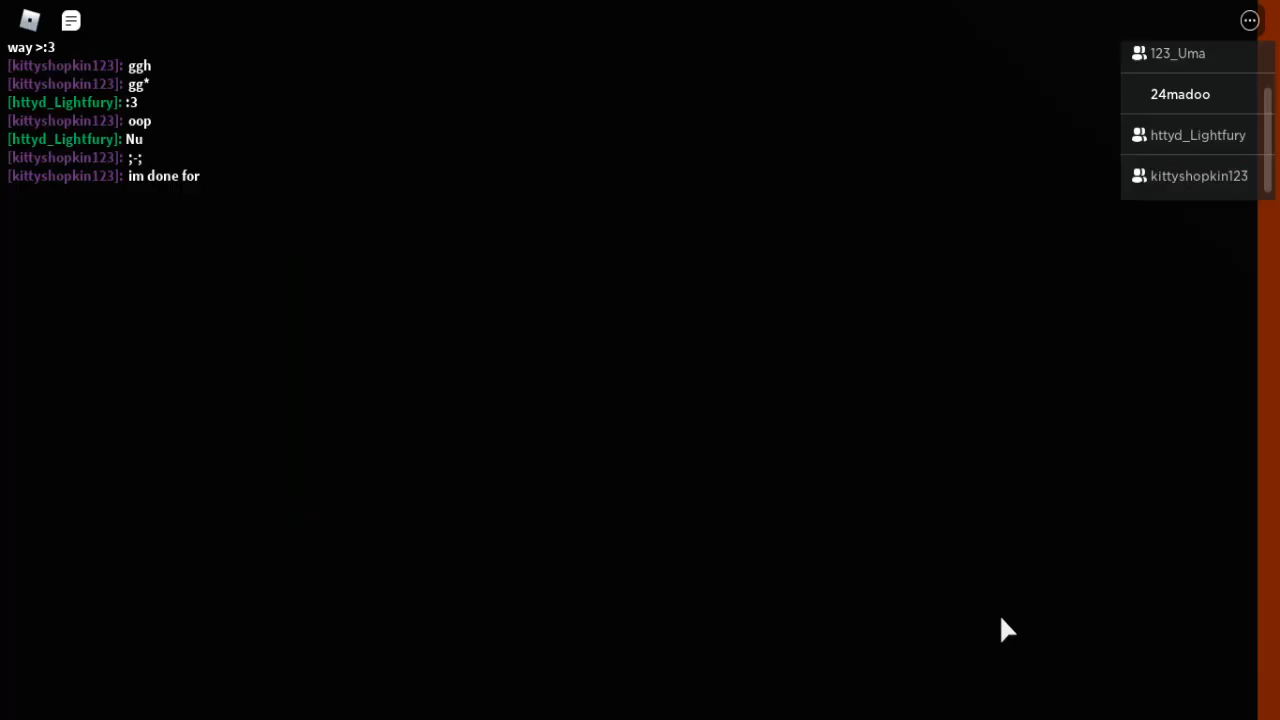 way >:3
[kittyshopkin123]: ggh
[kittyshopkin123]: gg*
[httyd_Lightfury]: :3
[kittyshopkin123]: oop
[httyd_Lightfury]: Nu
[kittyshopkin123]: ;-;
[kittyshopkin123]: im done for
123_Uma
24madoo
httyd_Lightfury
kittyshopkin123